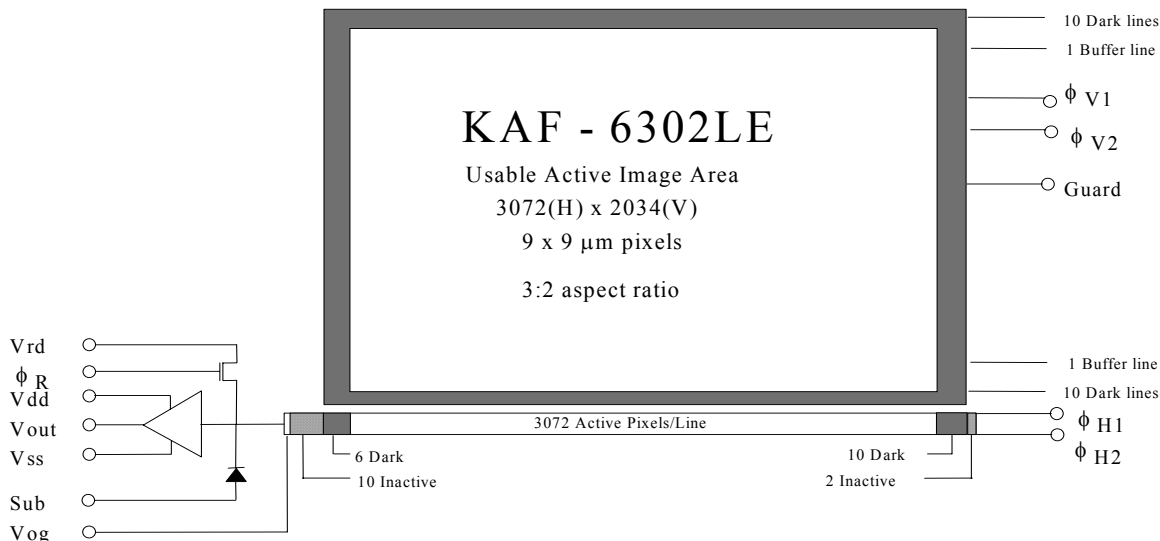 10 Dark lines
1 Buffer line
ϕ V1
ϕ V2
Guard
KAF - 6302LE
Usable Active Image Area
3072(H) x 2034(V)
9 x 9 μm pixels
3:2 aspect ratio
1 Buffer line
10 Dark lines
Vrd
ϕ R
Vdd
Vout
Vss
Sub
Vog
3072 Active Pixels/Line
ϕ H1
ϕ H2
6 Dark
10 Inactive
10 Dark
2 Inactive